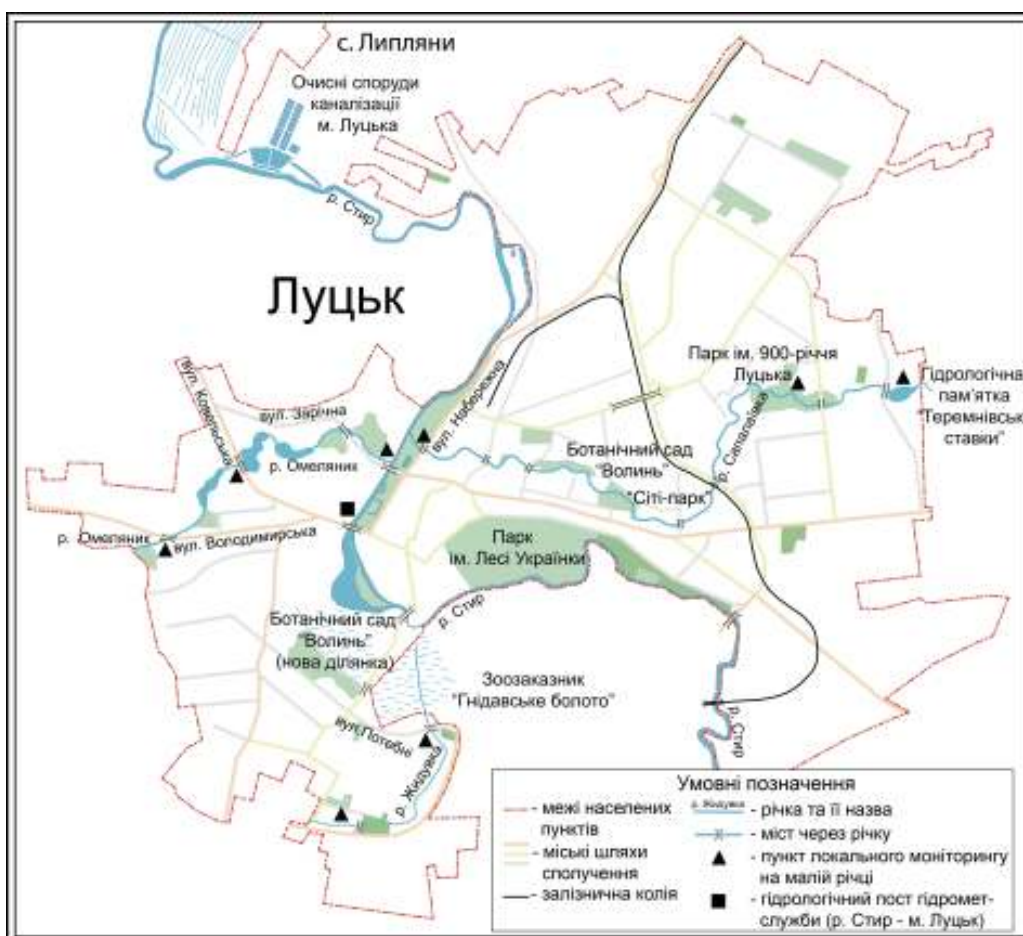 с. Липляни
Очисні споруди
каналізації
м. Луцька
р. Стир
Луцьк
вул. Ковельська
вул. Зарічна
р. Омеляник
вул. Набережна
Парк ім. 900-річчя
Луцька
Гідрологічна
пам'ятка
"Теремнівські
ставки"
р. Сапалаївка
Ботанічний сад
"Волинь"
"Сіті-парк"
р. Омеляник
вул. Володимирська
Парк
ім. Лесі Українки
р. Стир
Ботанічний сад
"Волинь"
(нова ділянка)
Зоозаказник
"Гнідавське болото"
вул.Потебні
р. Жидувка
р. Стир
Умовні позначення
- межі населених
пунктів
- міські шляхи
сполучення
- залізнична колія
р. Жидувка - річка та її назва
- міст через річку
- пункт локального моніторингу
на малій річці
- гідрологічний пост гідромет-
служби (р. Стир - м. Луцьк)